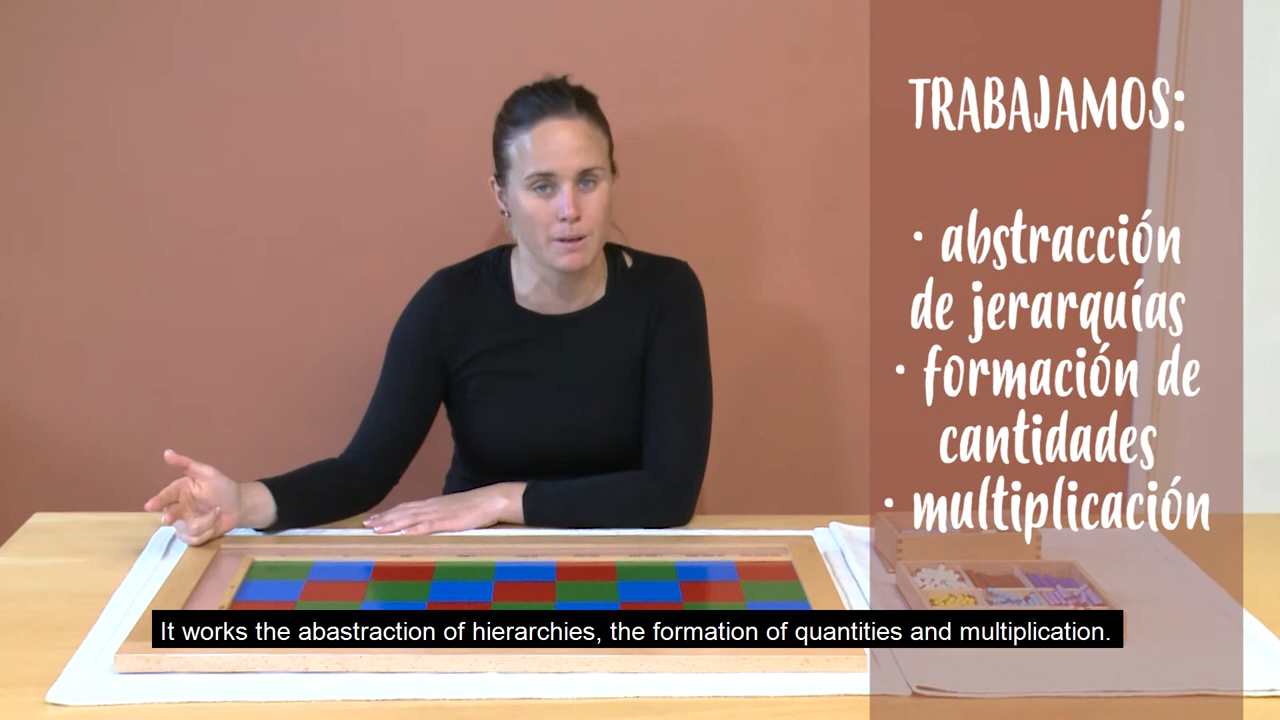 TRABAJAMOS:
· abstracción
de jerarquías
· formación de
cantidades
· multiplicación
It works the abastraction of hierarchies, the formation of quantities and multiplication.